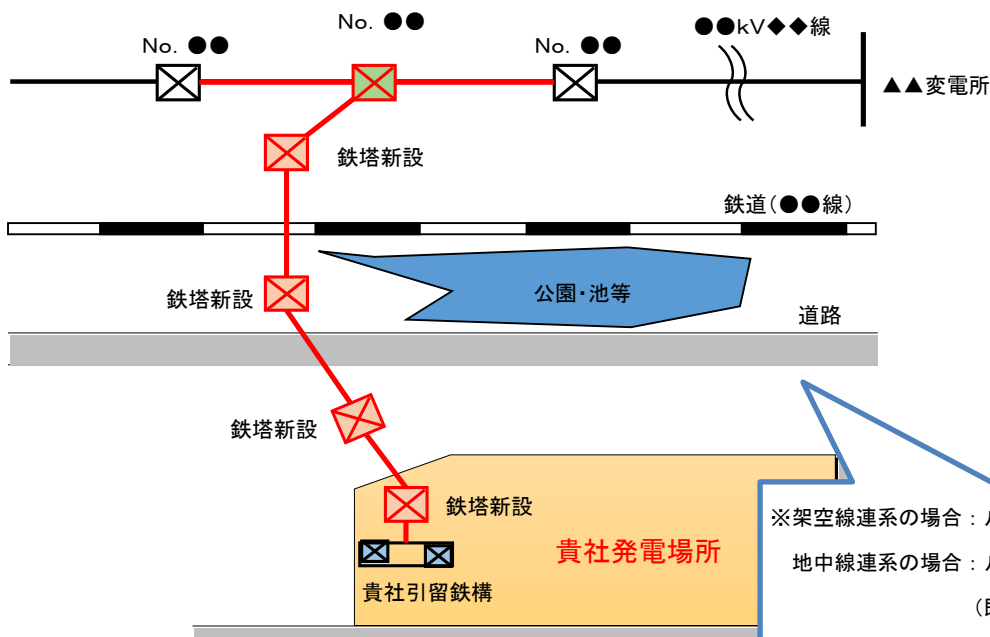 No. ●●
No. ●●
No. ●●
●●kV◆◆線
▲▲変電所
鉄塔新設
鉄道(●●線)
鉄塔新設
公園・池等
道路
鉄塔新設
鉄塔新設
貴社発電場所
貴社引留鉄構
※架空線連系の場合:
地中線連系の場合: